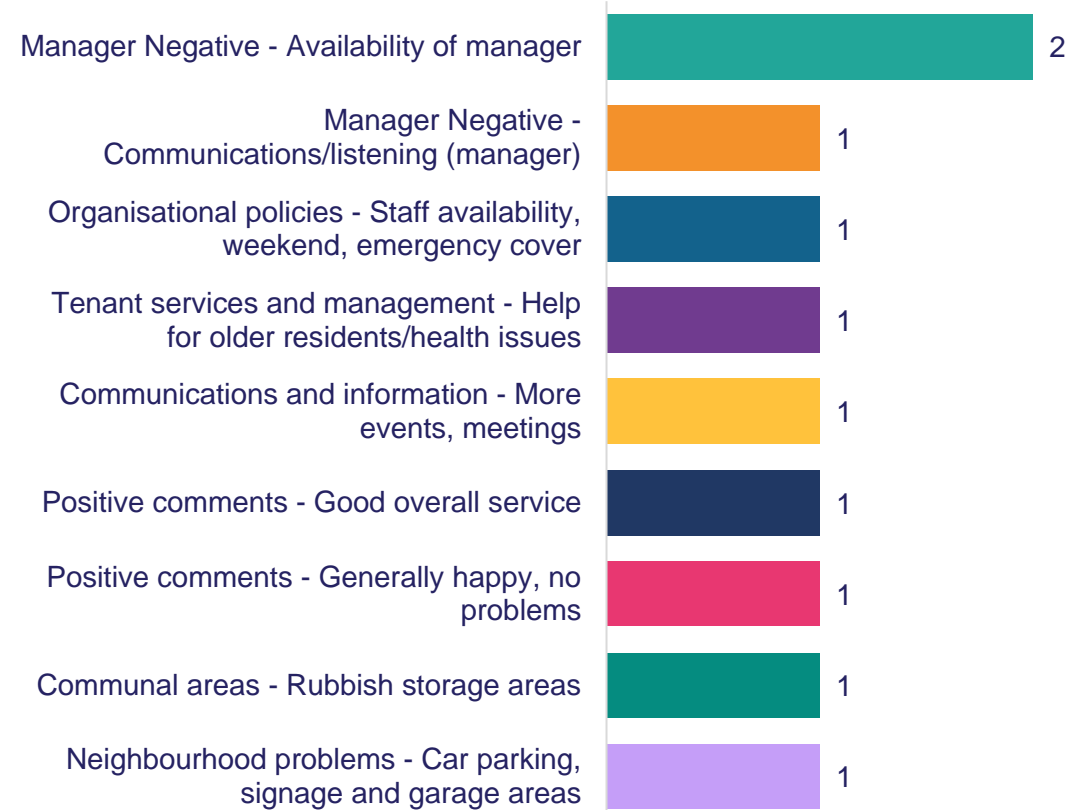 Manager Negative - Availability of manager
2
Manager Negative -
Communications/listening (manager)
1
Organisational policies - Staff availability,
weekend, emergency cover
1
Tenant services and management - Help
for older residents/health issues
1
Communications and information - More
events, meetings
1
Positive comments - Good overall service
1
Positive comments - Generally happy, no
problems
1
Communal areas - Rubbish storage areas
1
Neighbourhood problems - Car parking,
signage and garage areas
1